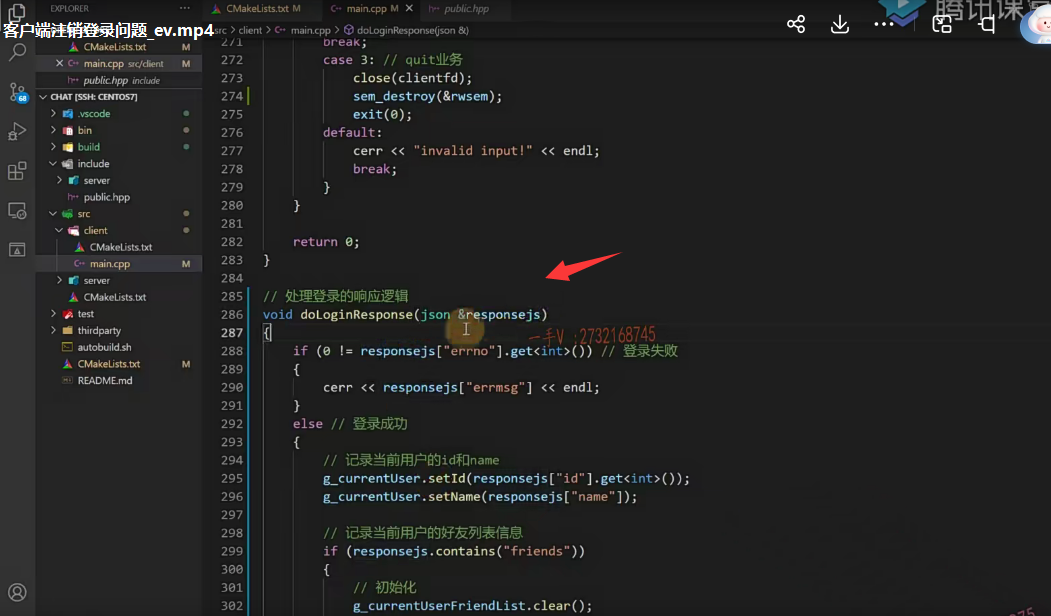 EXPLORER
CMakeLists.txt M
main.cpp M
public.hpp
客户端注销登录问题_ev.mp4
src > client > main.cpp > doLoginResponse(json &)
腾讯课堂
CMakeLists.txt M
main.cpp src/client M
public.hpp include
68
CHAT [SSH: CENTOS7]
.vscode
bin
build
include
server
public.hpp
src
client
CMakeLists.txt
main.cpp M
server
CMakeLists.txt
test
thirdparty
autobuild.sh
CMakeLists.txt M
README.md
271 break;
272 case 3: // quit业务
273 close(clientfd);
274 sem_destroy(&rwsem);
275 exit(0);
276 default:
277 cerr << "invalid input!" << endl;
278 break;
279 }
280 }
281
282 return 0;
283 }
284
285 // 处理登录的响应逻辑
286 void doLoginResponse(json &responsejs)
287 {
一手V :2732168745
288 if (0 != responsejs["errno"].get<int>()) // 登录失败
289 {
290 cerr << responsejs["errmsg"] << endl;
291 }
292 else // 登录成功
293 {
294 // 记录当前用户的id和name
295 g_currentUser.setId(responsejs["id"].get<int>());
296 g_currentUser.setName(responsejs["name"]);
297
298 // 记录当前用户的好友列表信息
299 if (responsejs.contains("friends"))
300 {
301 // 初始化
302 g_currentUserFriendList.clear();